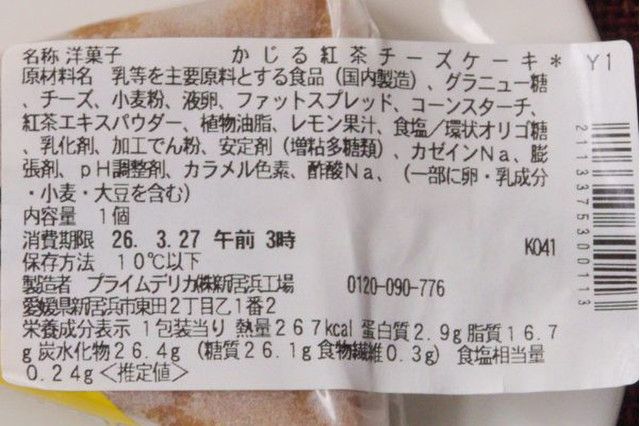 名称 洋菓子 かじる紅茶チーズケーキ* Y1
原材料名 乳等を主要原料とする食品(国内製造)、グラニュー糖
、チーズ、小麦粉、液卵、ファットスプレッド、コーンスターチ、
紅茶エキスパウダー、植物油脂、レモン果汁、食塩/環状オリゴ糖
、乳化剤、加工でん粉、安定剤(増粘多糖類)、カゼインNa、膨
張剤、pH調整剤、カラメル色素、酢酸Na、(一部に卵・乳成分
・小麦・大豆を含む)
内容量 1個
消費期限 26. 3.27 午前 3時 K041
保存方法 10℃以下
製造者 プライムデリカ㈱新居浜工場 0120-090-776
愛媛県新居浜市東田2丁目乙1番2
栄養成分表示 1包装当り 熱量267kcal 蛋白質2.9g 脂質16.7
g 炭水化物26.4g (糖質26.1g 食物繊維0.3g) 食塩相当量
0.24g<推定値>
2113375300113